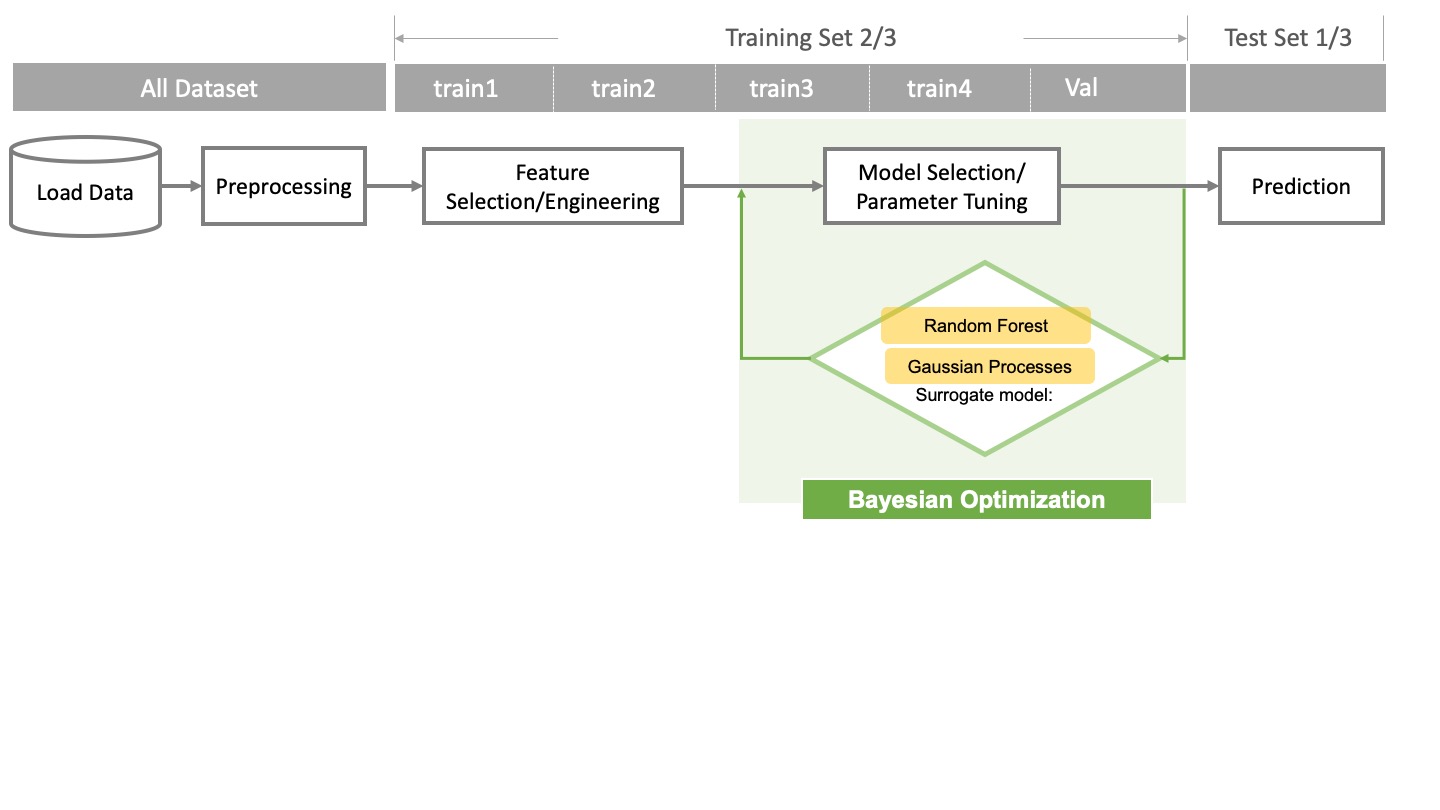 Training Set 2/3
Test Set 1/3
All Dataset
train1
train2
train3
train4
Val
Load Data
Preprocessing
Feature
Selection/Engineering
Model Selection/
Parameter Tuning
Prediction
Random Forest
Gaussian Processes
Surrogate model:
Bayesian Optimization